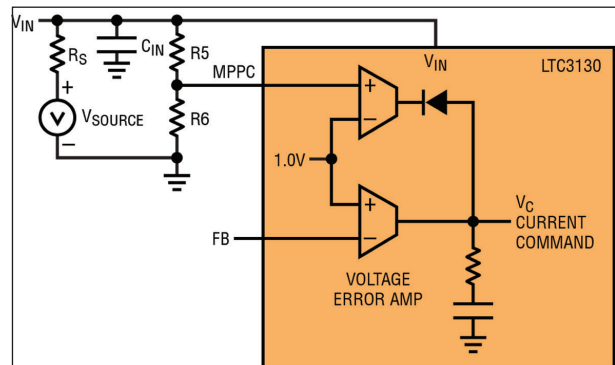 VIN
RS
CIN
R5
MPPC
VIN
LTC3130
+
+
VSOURCE
V
R6
−
−
1.0V
+
FB
−
VC
CURRENT
COMMAND
VOLTAGE
ERROR AMP